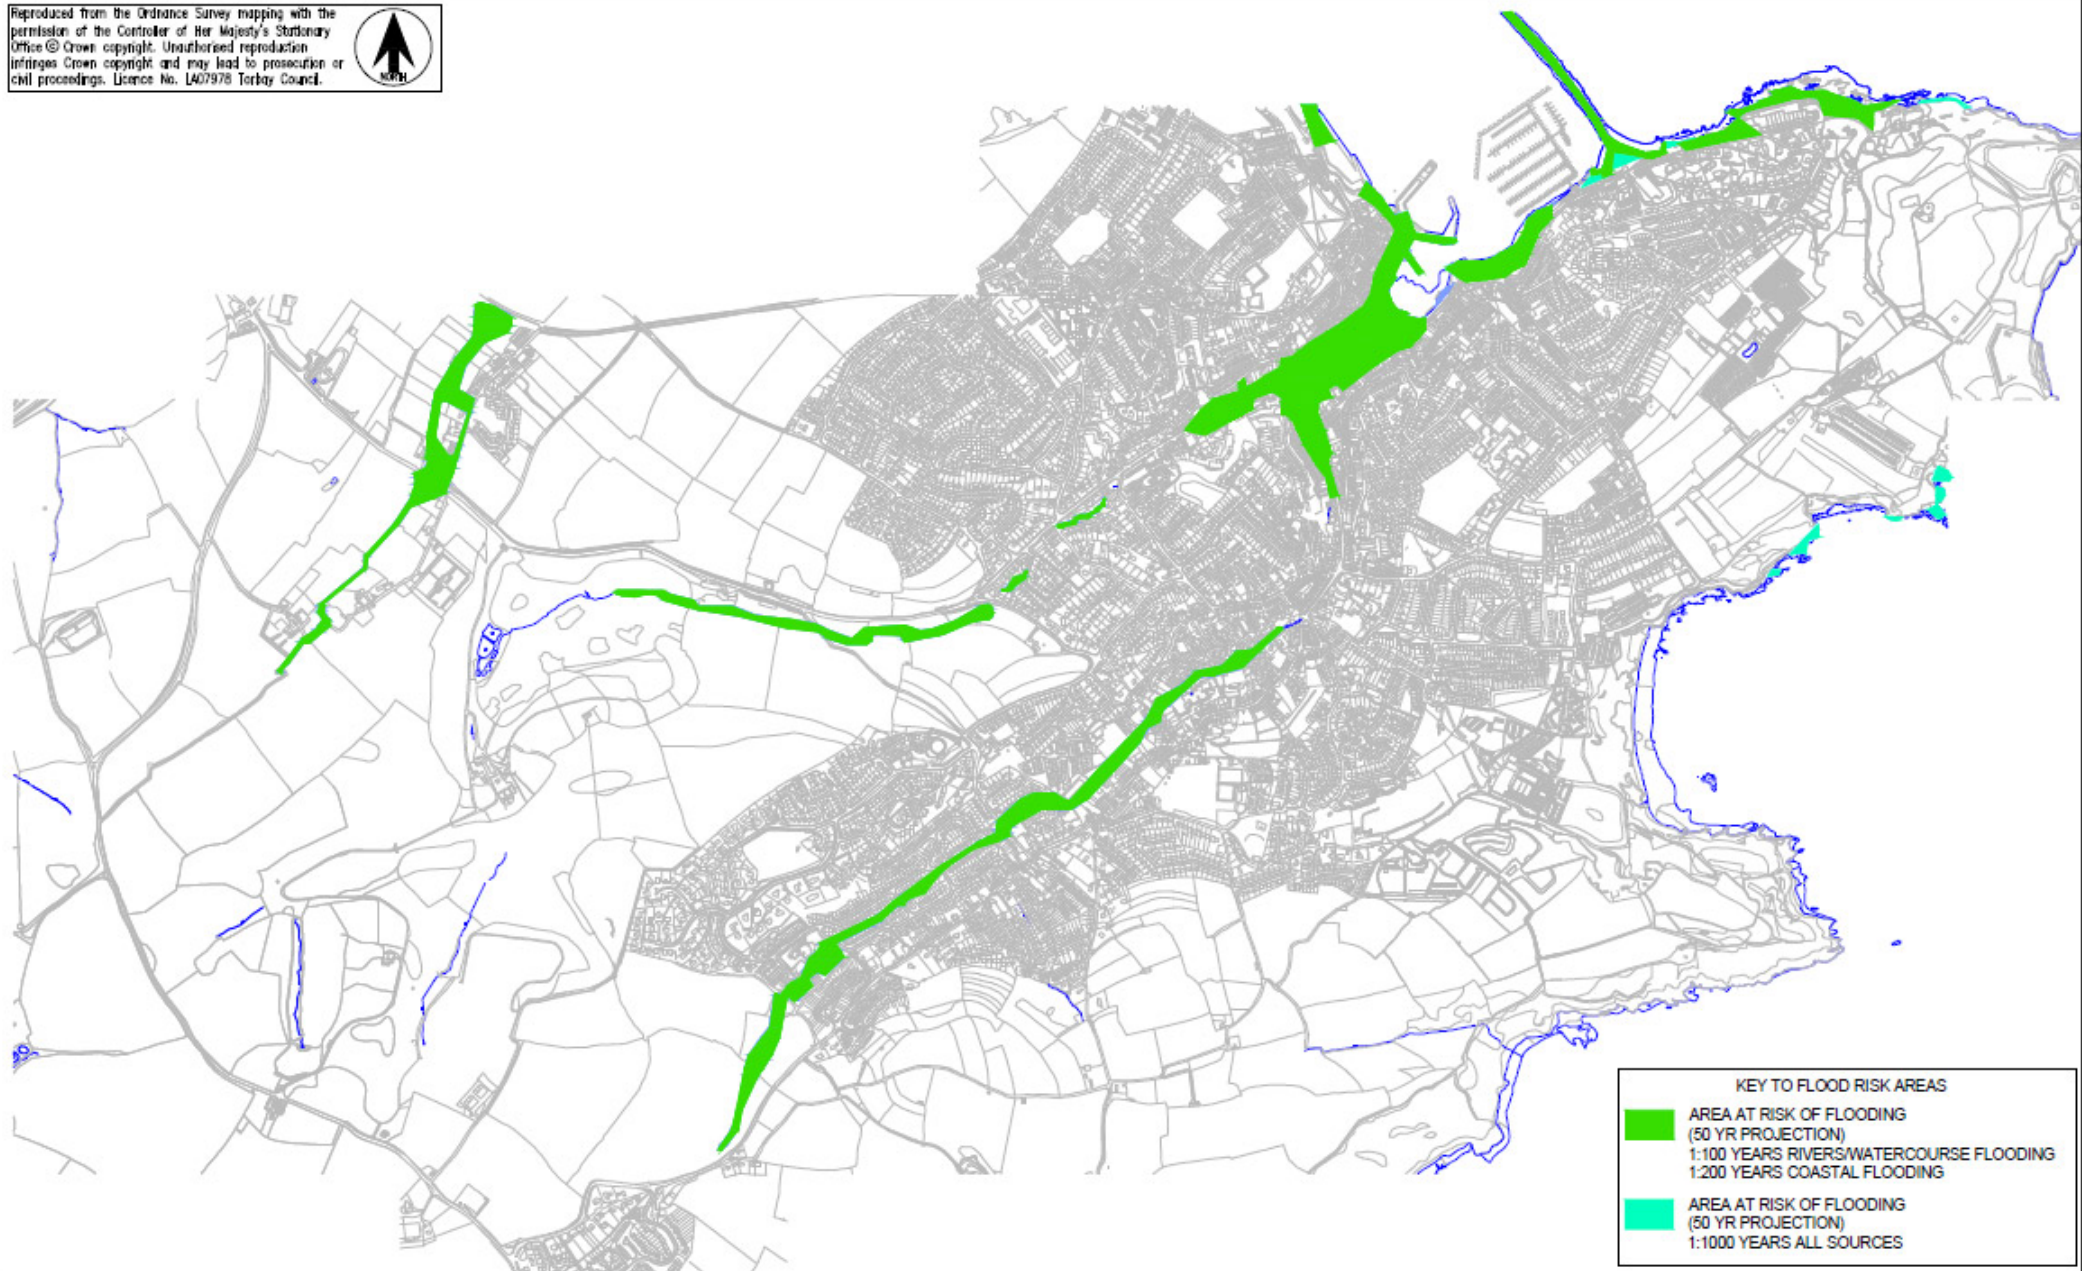 Reproduced from the Ordnance Survey mapping with the
permission of the Controller of Her Majesty's Stationary
Office © Crown copyright. Unauthorised reproduction
infringes Crown copyright and may lead to prosecution or
civil proceedings. Licence No. LA07978 Torbay Council.
NORTH
KEY TO FLOOD RISK AREAS
AREA AT RISK OF FLOODING
(50 YR PROJECTION)
1:100 YEARS RIVERS/WATERCOURSE FLOODING
1:200 YEARS COASTAL FLOODING
AREA AT RISK OF FLOODING
(50 YR PROJECTION)
1:1000 YEARS ALL SOURCES